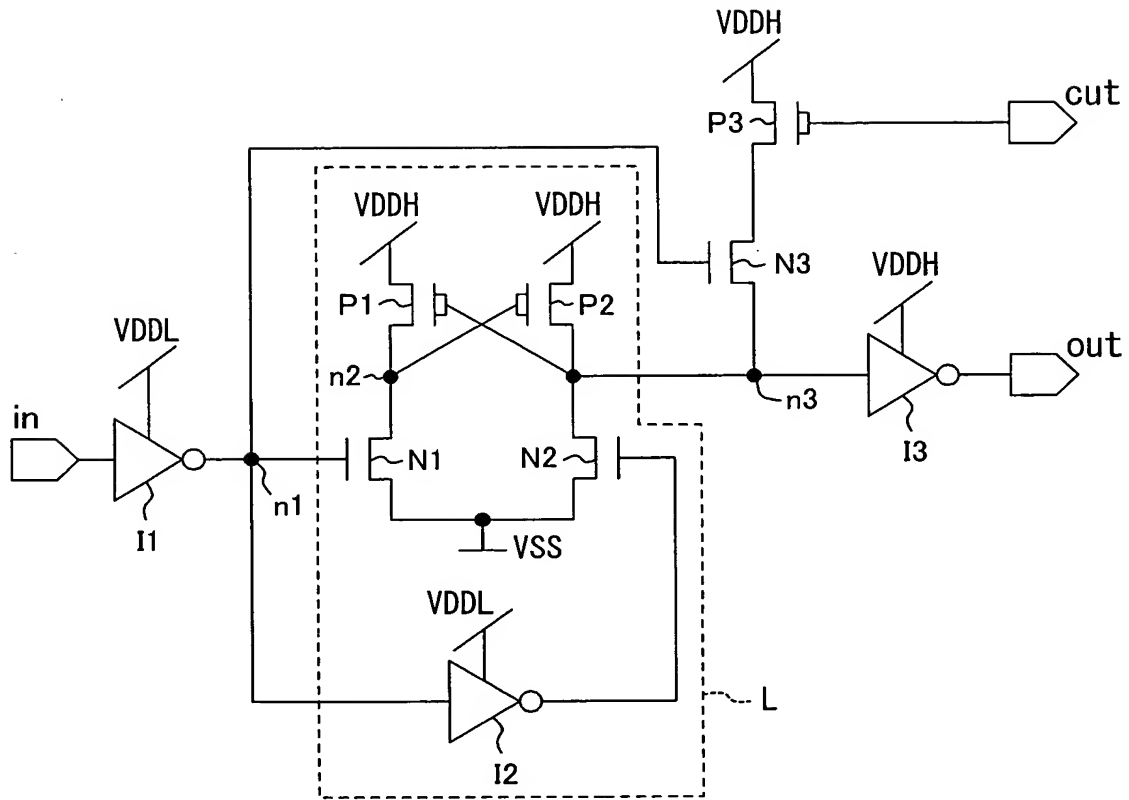 VDDH
P3
cut
VDDH
VDDH
N3
VDDH
P1
P2
VDDL
n2
n3
out
in
N1
N2
I3
n1
I1
VSS
VDDL
L
I2